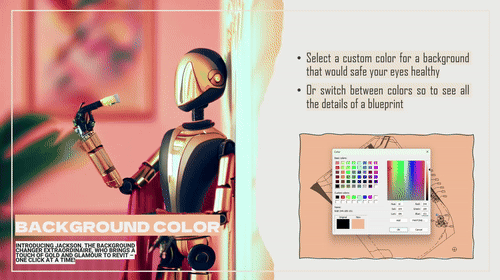 BACKGROUND COLOR
INTRODUCING JACKSON, THE BACKGROUND
CHANGER EXTRAORDINAIRE, WHO BRINGS A
TOUCH OF GOLD AND GLAMOUR TO REVIT –
ONE CLICK AT A TIME!
• Select a custom color for a background
that would safe your eyes healthy
• Or switch between colors so to see all
the details of a blueprint